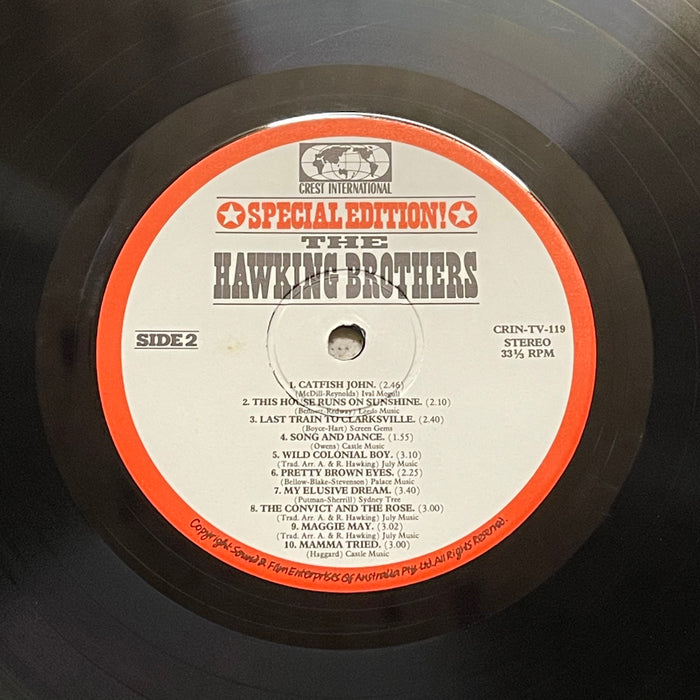 CREST INTERNATIONAL
SPECIAL EDITION!
THE
HAWKING BROTHERS
SIDE 2
CRIN-TV-119
STEREO
33⅓ RPM
1. CATFISH JOHN. (2.46)
(McDill-Reynolds) Ival
2. THIS HOUSE RUNS ON SUNSHINE. (2.10)
(Bennett-Redway) Leeds Music
3. LAST TRAIN TO CLARKSVILLE. (2.40)
(Boyce-Hart) Screen Gems
4. SONG AND DANCE. (1.55)
(Owens) Castle Music
5. WILD COLONIAL BOY. (3.10)
(Trad. Arr. A. & R. Hawking) July Music
6. PRETTY BROWN EYES. (2.25)
(Bellow-Blake-Stevenson) Palace Music
7. MY ELUSIVE DREAM. (3.40)
(Putman-Sherrill) Sydney Tree
8. THE CONVICT AND THE ROSE. (3.00)
(Trad. Arr. A. & R. Hawking) July Music
9. MAGGIE MAY. (3.02)
(Trad. Arr. A. & R. Hawking) July Music
10. MAMMA TRIED. (3.00)
(Haggard) Castle Music
Copyright-Sound & Film Enterprises Of Australia Pty. Ltd. All Rights Reserve.